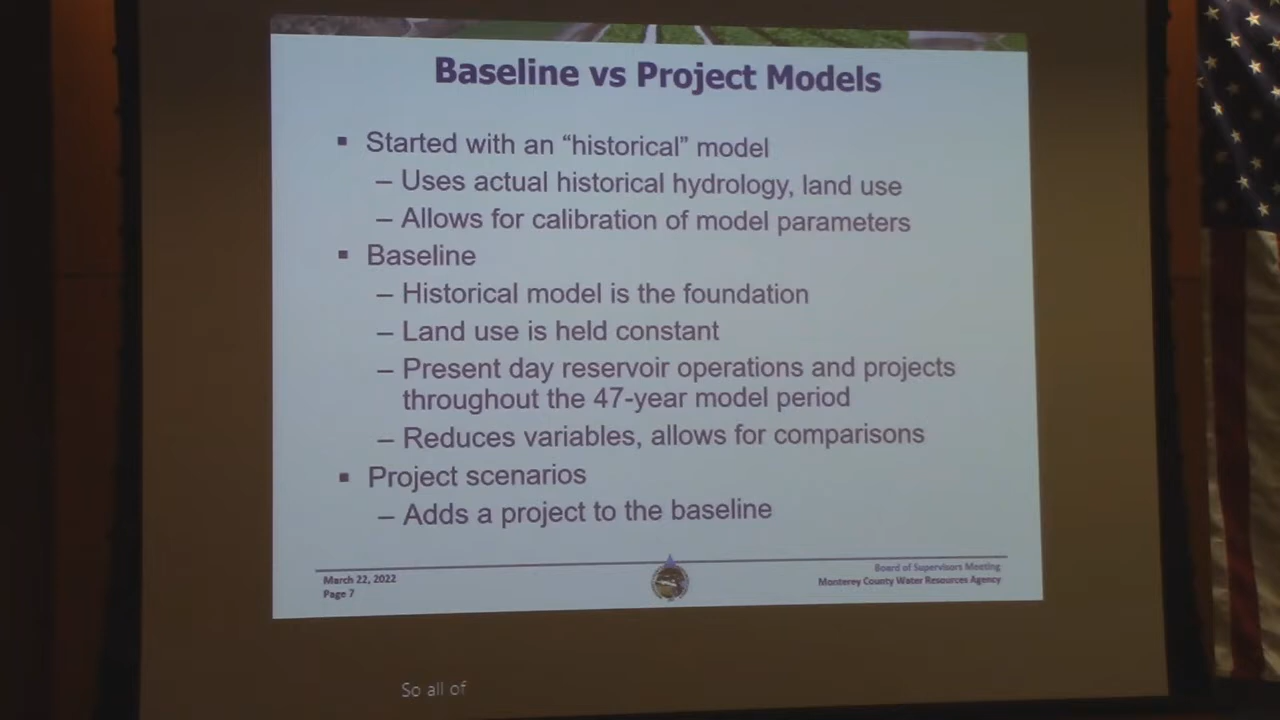 Baseline vs Project Models
▪ Started with an “historical” model
– Uses actual historical hydrology, land use
– Allows for calibration of model parameters
▪ Baseline
– Historical model is the foundation
– Land use is held constant
– Present day reservoir operations and projects
throughout the 47-year model period
– Reduces variables, allows for comparisons
▪ Project scenarios
– Adds a project to the baseline
March 22, 2022
Page 7
Board of Supervisors Meeting
Monterey County Water Resources Agency
So all of